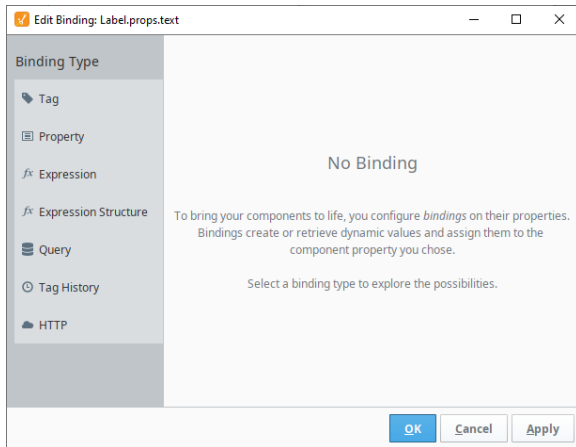 Edit Binding: Label.props.text
Binding Type
Tag
Property
fx Expression
fx Expression Structure
Query
Tag History
HTTP
No Binding
To bring your components to life, you configure bindings on their properties.
Bindings create or retrieve dynamic values and assign them to the
component property you chose.
Select a binding type to explore the possibilities.
OK
Cancel
Apply